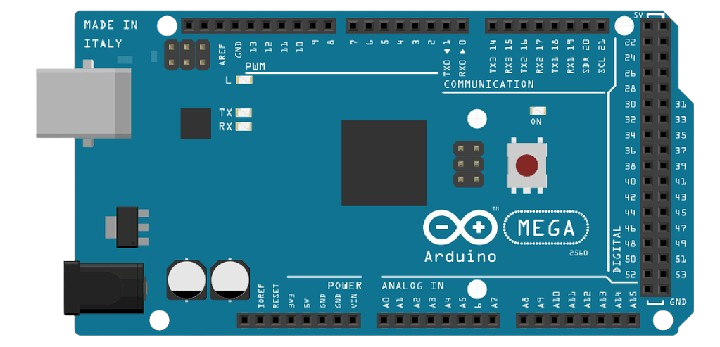 MADE IN
ITALY
AREF
GND
13
12
11
10
9
8
7
6
5
4
3
2
TX0 1
RX0 0
TX3 14
RX3 15
TX2 16
RX2 17
TX1 18
RX1 19
SDA 20
SCL 21
PWM
COMMUNICATION
L
TX
RX
ON
5V
22
24
26
28
30 31
32 33
34 35
36 37
38 39
40 41
42 43
44 45
46 47
48 49
50 51
52 53
GND
DIGITAL
MEGA
2560
Arduino
TM
POWER
ANALOG IN
IOREF
RESET
3V3
5V
GND
GND
VIN
A0
A1
A2
A3
A4
A5
6
A7
A8
A9
A10
A11
A12
A13
A14
A15